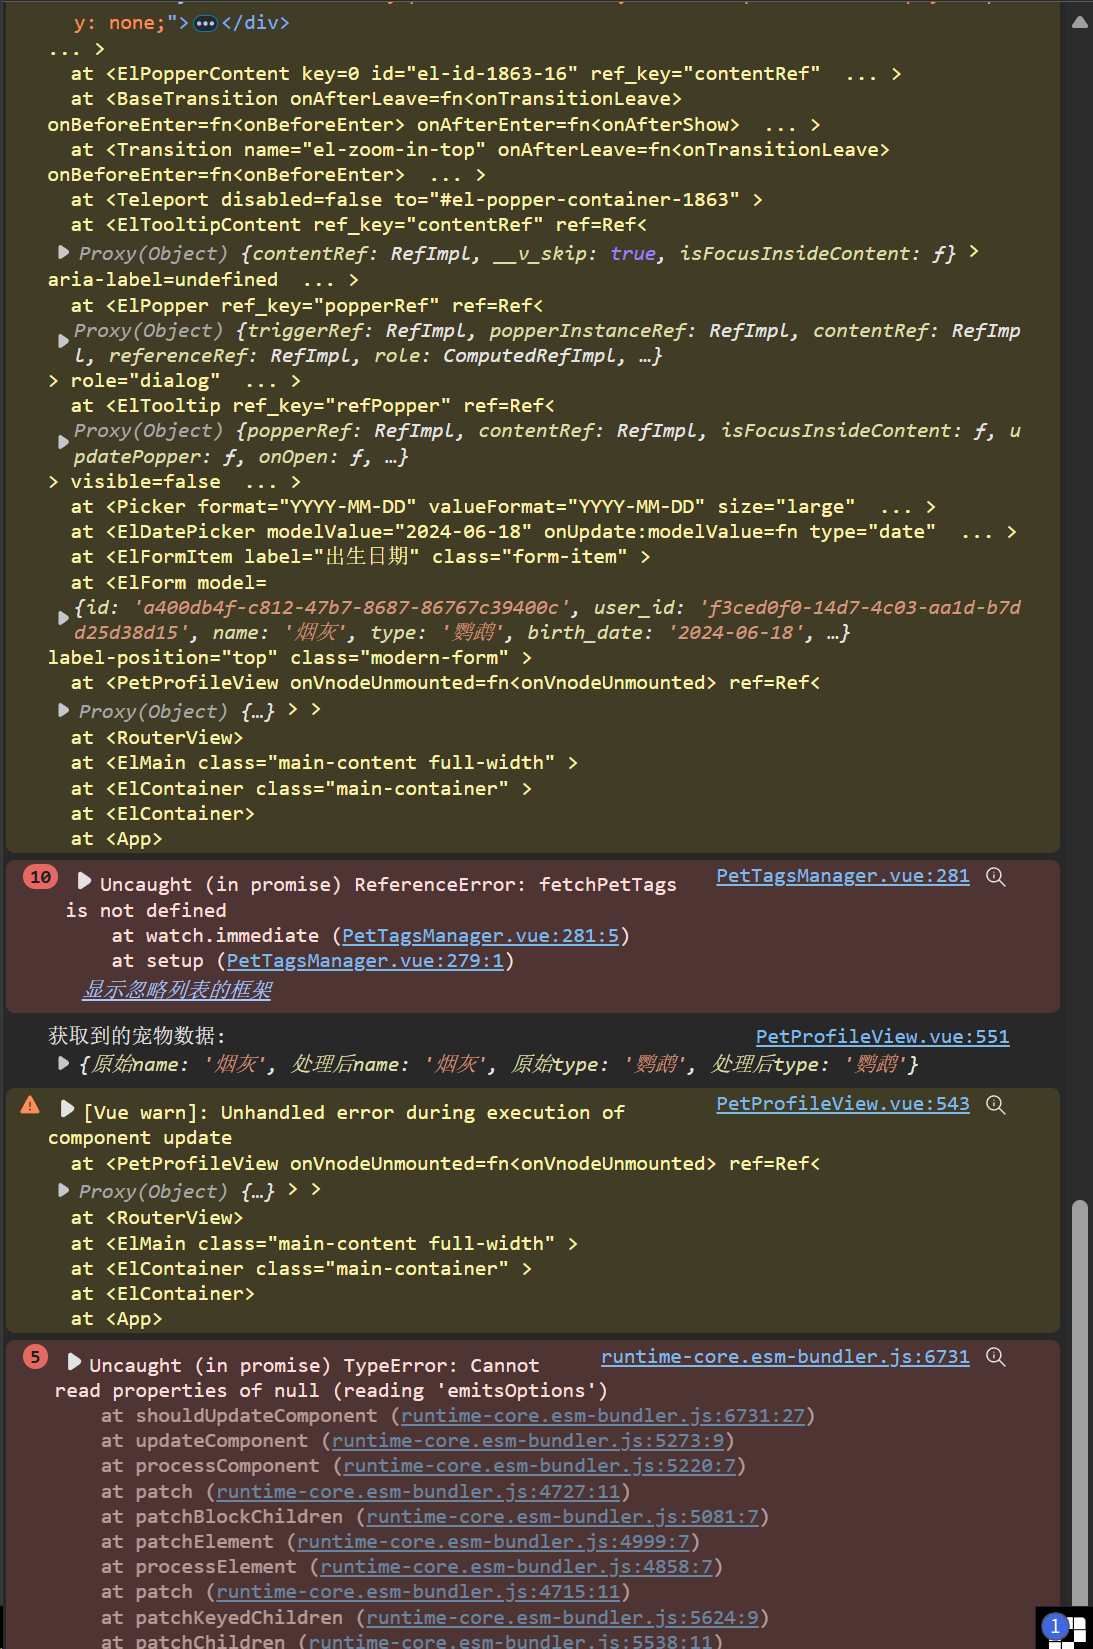 y: none;">•••</div>
... >
at <ElPopperContent key=0 id="el-id-1863-16" ref_key="contentRef" ... >
at <BaseTransition onAfterLeave=fn<onTransitionLeave>
onBeforeEnter=fn<onBeforeEnter> onAfterEnter=fn<onAfterShow> ... >
at <Transition name="el-zoom-in-top" onAfterLeave=fn<onTransitionLeave>
onBeforeEnter=fn<onBeforeEnter> ... >
at <Teleport disabled=false to="#el-popper-container-1863" >
at <ElTooltipContent ref_key="contentRef" ref=Ref<
Proxy(Object) {contentRef: RefImpl, __v_skip: true, isFocusInsideContent: ƒ} >
aria-label=undefined ... >
at <ElPopper ref_key="popperRef" ref=Ref<
Proxy(Object) {triggerRef: RefImpl, popperInstanceRef: RefImpl, contentRef: RefImp
l, referenceRef: RefImpl, role: ComputedRefImpl, …}
> role="dialog" ... >
at <ElTooltip ref_key="refPopper" ref=Ref<
Proxy(Object) {popperRef: RefImpl, contentRef: RefImpl, isFocusInsideContent: ƒ, u
pdatePopper: ƒ, onOpen: ƒ, …}
> visible=false ... >
at <Picker format="YYYY-MM-DD" valueFormat="YYYY-MM-DD" size="large" ... >
at <ElDatePicker modelValue="2024-06-18" onUpdate:modelValue=fn type="date" ... >
at <ElFormItem label="出生日期" class="form-item" >
at <ElForm model=
{id: 'a400db4f-c812-47b7-8687-86767c39400c', user_id: 'f3ced0f0-14d7-4c03-aa1d-b7d
d25d38d15', name: '烟灰', type: '鹦鹉', birth_date: '2024-06-18', …}
label-position="top" class="modern-form" >
at <PetProfileView onVnodeUnmounted=fn<onVnodeUnmounted> ref=Ref<
Proxy(Object) {…} > >
at <RouterView>
at <ElMain class="main-content full-width" >
at <ElContainer class="main-container" >
at <ElContainer>
at <App>
10 Uncaught (in promise) ReferenceError: fetchPetTags PetTagsManager.vue:281
is not defined
at watch.immediate (PetTagsManager.vue:281:5)
at setup (PetTagsManager.vue:279:1)
显示忽略列表的框架
获取到的宠物数据: PetProfileView.vue:551
{原始name: '烟灰', 处理后name: '烟灰', 原始type: '鹦鹉', 处理后type: '鹦鹉'}
[Vue warn]: Unhandled error during execution of PetProfileView.vue:543
component update
at <PetProfileView onVnodeUnmounted=fn<onVnodeUnmounted> ref=Ref<
Proxy(Object) {…} > >
at <RouterView>
at <ElMain class="main-content full-width" >
at <ElContainer class="main-container" >
at <ElContainer>
at <App>
5 Uncaught (in promise) TypeError: Cannot runtime-core.esm-bundler.js:6731
read properties of null (reading 'emitsOptions')
at shouldUpdateComponent (runtime-core.esm-bundler.js:6731:27)
at updateComponent (runtime-core.esm-bundler.js:5273:9)
at processComponent (runtime-core.esm-bundler.js:5220:7)
at patch (runtime-core.esm-bundler.js:4727:11)
at patchBlockChildren (runtime-core.esm-bundler.js:5081:7)
at patchElement (runtime-core.esm-bundler.js:4999:7)
at processElement (runtime-core.esm-bundler.js:4858:7)
at patch (runtime-core.esm-bundler.js:4715:11)
at patchKeyedChildren (runtime-core.esm-bundler.js:5624:9)
at patchChildren (runtime-core.esm-bundler.js:5538:11)
1